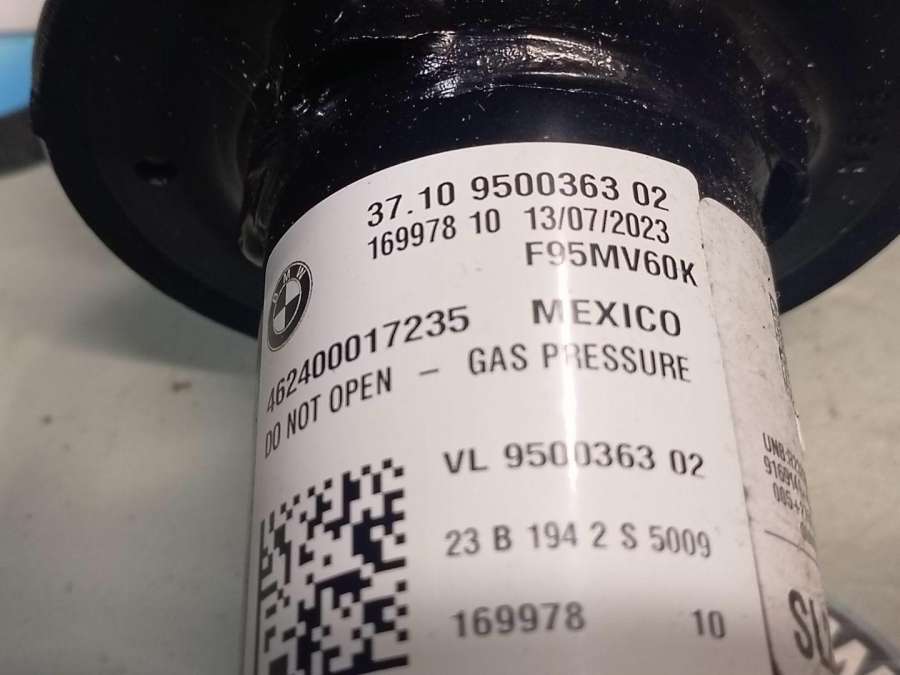 37.10 9500363 02
169978 10 13/07/2023
F95MV60K
BMW
462400017235 MEXICO
DO NOT OPEN - GAS PRESSURE
VL 9500363 02
23 B 194 2 S 5009
169978 10